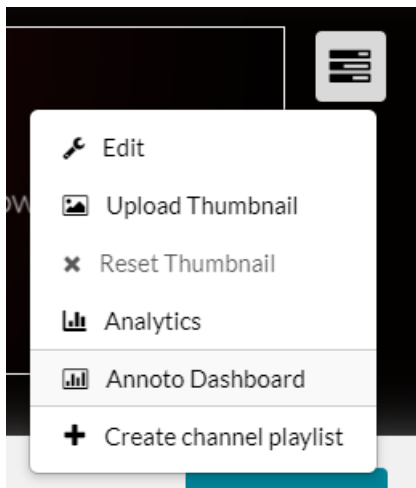 Edit
Upload Thumbnail
Reset Thumbnail
Analytics
Annoto Dashboard
Create channel playlist